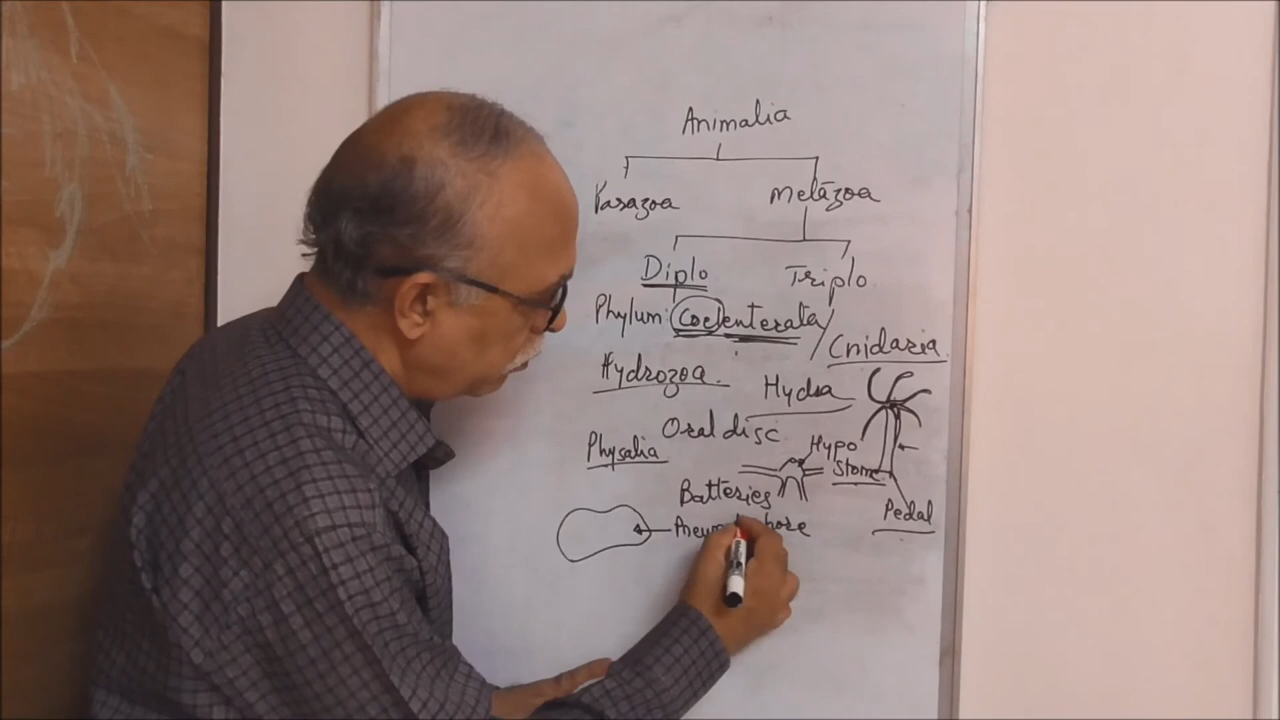 Animalia
Parazoa Metazoa
Diplo Triplo
Phylum: Coelenterata / Cnidaria
Hydrozoa. Hydra
Oral disc
Physalia Hypo
stome
Batteries Pedal